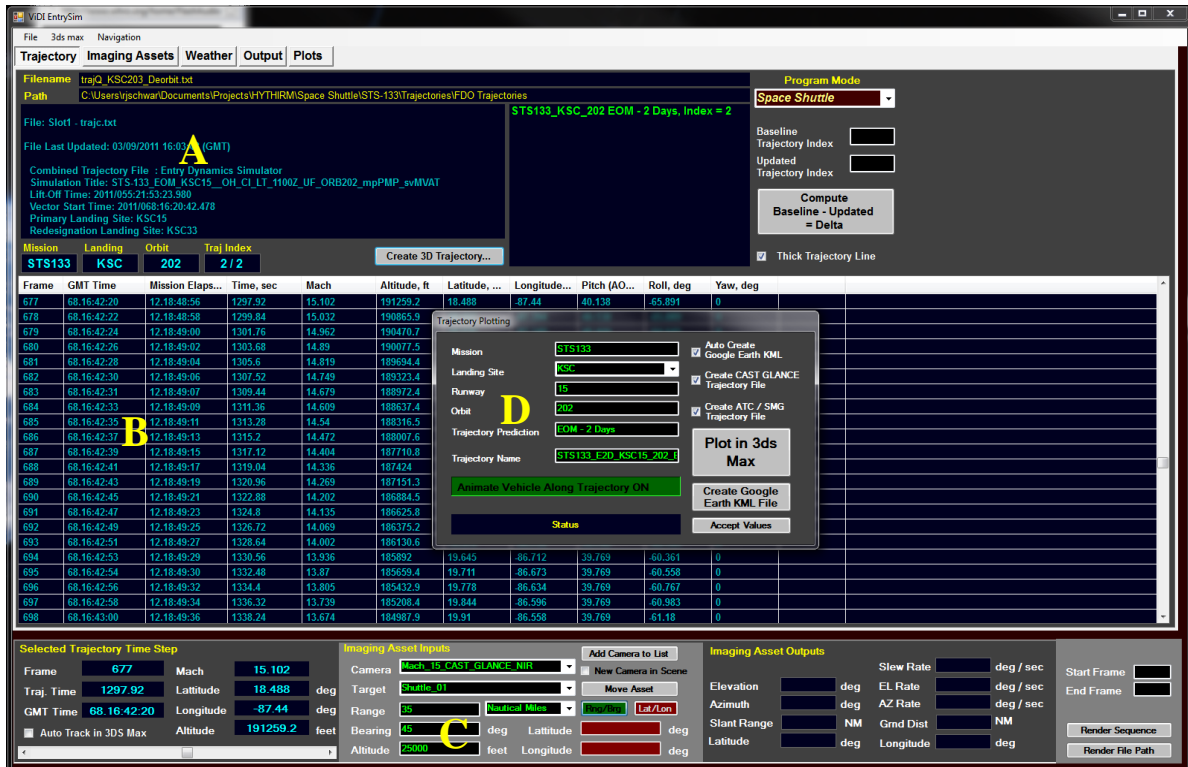 ViDI EntrySim
File 3ds max Navigation
Trajectory Imaging Assets Weather Output Plots
Filename trajQ_KSC203_Deorbit.txt
Path C:\Users\rjschwar\Documents\Projects\HYTHIRM\Space Shuttle\STS-133\Trajectories\FDO Trajectories
Program Mode
Space Shuttle
File: Slot1 - trajc.txt
File Last Updated: 03/09/2011 16:03 (GMT)
A
Combined Trajectory File : Entry Dynamics Simulator
Simulation Title: STS-133_EOM_KSC15__OH_CI_LT_1100Z_UF_ORB202_mpPMP_svMVAT
Lift-Off Time: 2011/055:21:53:23.980
Vector Start Time: 2011/068:16:20:42.478
Primary Landing Site: KSC15
Redesignation Landing Site: KSC33
STS133_KSC_202 EOM - 2 Days, Index = 2
Baseline
Trajectory Index
Updated
Trajectory Index
Compute
Baseline - Updated
= Delta
Thick Trajectory Line
Mission Landing Orbit Traj Index
STS133 KSC 202 2 / 2
Create 3D Trajectory...
Frame GMT Time Mission Elaps... Time, sec Mach Altitude, ft Latitude, ... Longitude... Pitch (AO... Roll, deg Yaw, deg
677 68.16:42:20 12.18:48:56 1297.92 15.102 191259.2 18.488 -87.44 40.138 -65.891 0
678 68.16:42:22 12.18:48:58 1299.84 15.032 190865.9
679 68.16:42:24 12.18:49:00 1301.76 14.962 190470.7
680 68.16:42:26 12.18:49:02 1303.68 14.89 190077.5
681 68.16:42:28 12.18:49:04 1305.6 14.819 189694.4
682 68.16:42:30 12.18:49:06 1307.52 14.749 189323.4
683 68.16:42:31 12.18:49:07 1309.44 14.679 188972.4
684 68.16:42:33 12.18:49:09 1311.36 14.609 188637.4
685 68.16:42:35 12.18:49:11 1313.28 14.54 188316.5
686 68.16:42:37 12.18:49:13 1315.2 14.472 188007.6
B
687 68.16:42:39 12.18:49:15 1317.12 14.404 187710.8
688 68.16:42:41 12.18:49:17 1319.04 14.336 187424
689 68.16:42:43 12.18:49:19 1320.96 14.269 187151.3
690 68.16:42:45 12.18:49:21 1322.88 14.202 186884.5
691 68.16:42:47 12.18:49:23 1324.8 14.135 186625.8
692 68.16:42:49 12.18:49:25 1326.72 14.069 186375.2
693 68.16:42:51 12.18:49:27 1328.64 14.002 186130.6
694 68.16:42:53 12.18:49:29 1330.56 13.936 185892 19.645 -86.712 39.769 -60.361 0
695 68.16:42:54 12.18:49:30 1332.48 13.87 185659.4 19.711 -86.673 39.769 -60.558 0
696 68.16:42:56 12.18:49:32 1334.4 13.805 185432.9 19.778 -86.634 39.769 -60.767 0
697 68.16:42:58 12.18:49:34 1336.32 13.739 185208.4 19.844 -86.596 39.769 -60.983 0
698 68.16:43:00 12.18:49:36 1338.24 13.674 184987.9 19.91 -86.558 39.769 -61.18 0
Trajectory Plotting
Mission STS133
Landing Site KSC
Runway 15
Orbit 202
D
Trajectory Prediction EOM - 2 Days
Trajectory Name STS133_E2D_KSC15_202_E
Animate Vehicle Along Trajectory ON
Status
Auto Create
Google Earth KML
Create CAST GLANCE
Trajectory File
Create ATC / SMG
Trajectory File
Plot in 3ds
Max
Create Google
Earth KML File
Accept Values
Selected Trajectory Time Step
Frame 677 Mach 15.102
Traj. Time 1297.92 Lattitude 18.488 deg
GMT Time 68.16:42:20 Longitude -87.44 deg
Auto Track in 3DS Max Altitude 191259.2 feet
Imaging Asset Inputs Add Camera to List
Camera Mach_15_CAST_GLANCE_NIR New Camera in Scene
Target Shuttle_01 Move Asset
Range 35 Nautical Miles Rng/Brg Lat/Lon
Bearing 45 deg Lattitude deg
C
Altitude 25000 feet Longitude deg
Imaging Asset Outputs
Slew Rate deg / sec
Elevation deg EL Rate deg / sec
Azimuth deg AZ Rate deg / sec
Slant Range NM Grnd Dist NM
Latitude deg Longitude deg
Start Frame
End Frame
Render Sequence
Render File Path